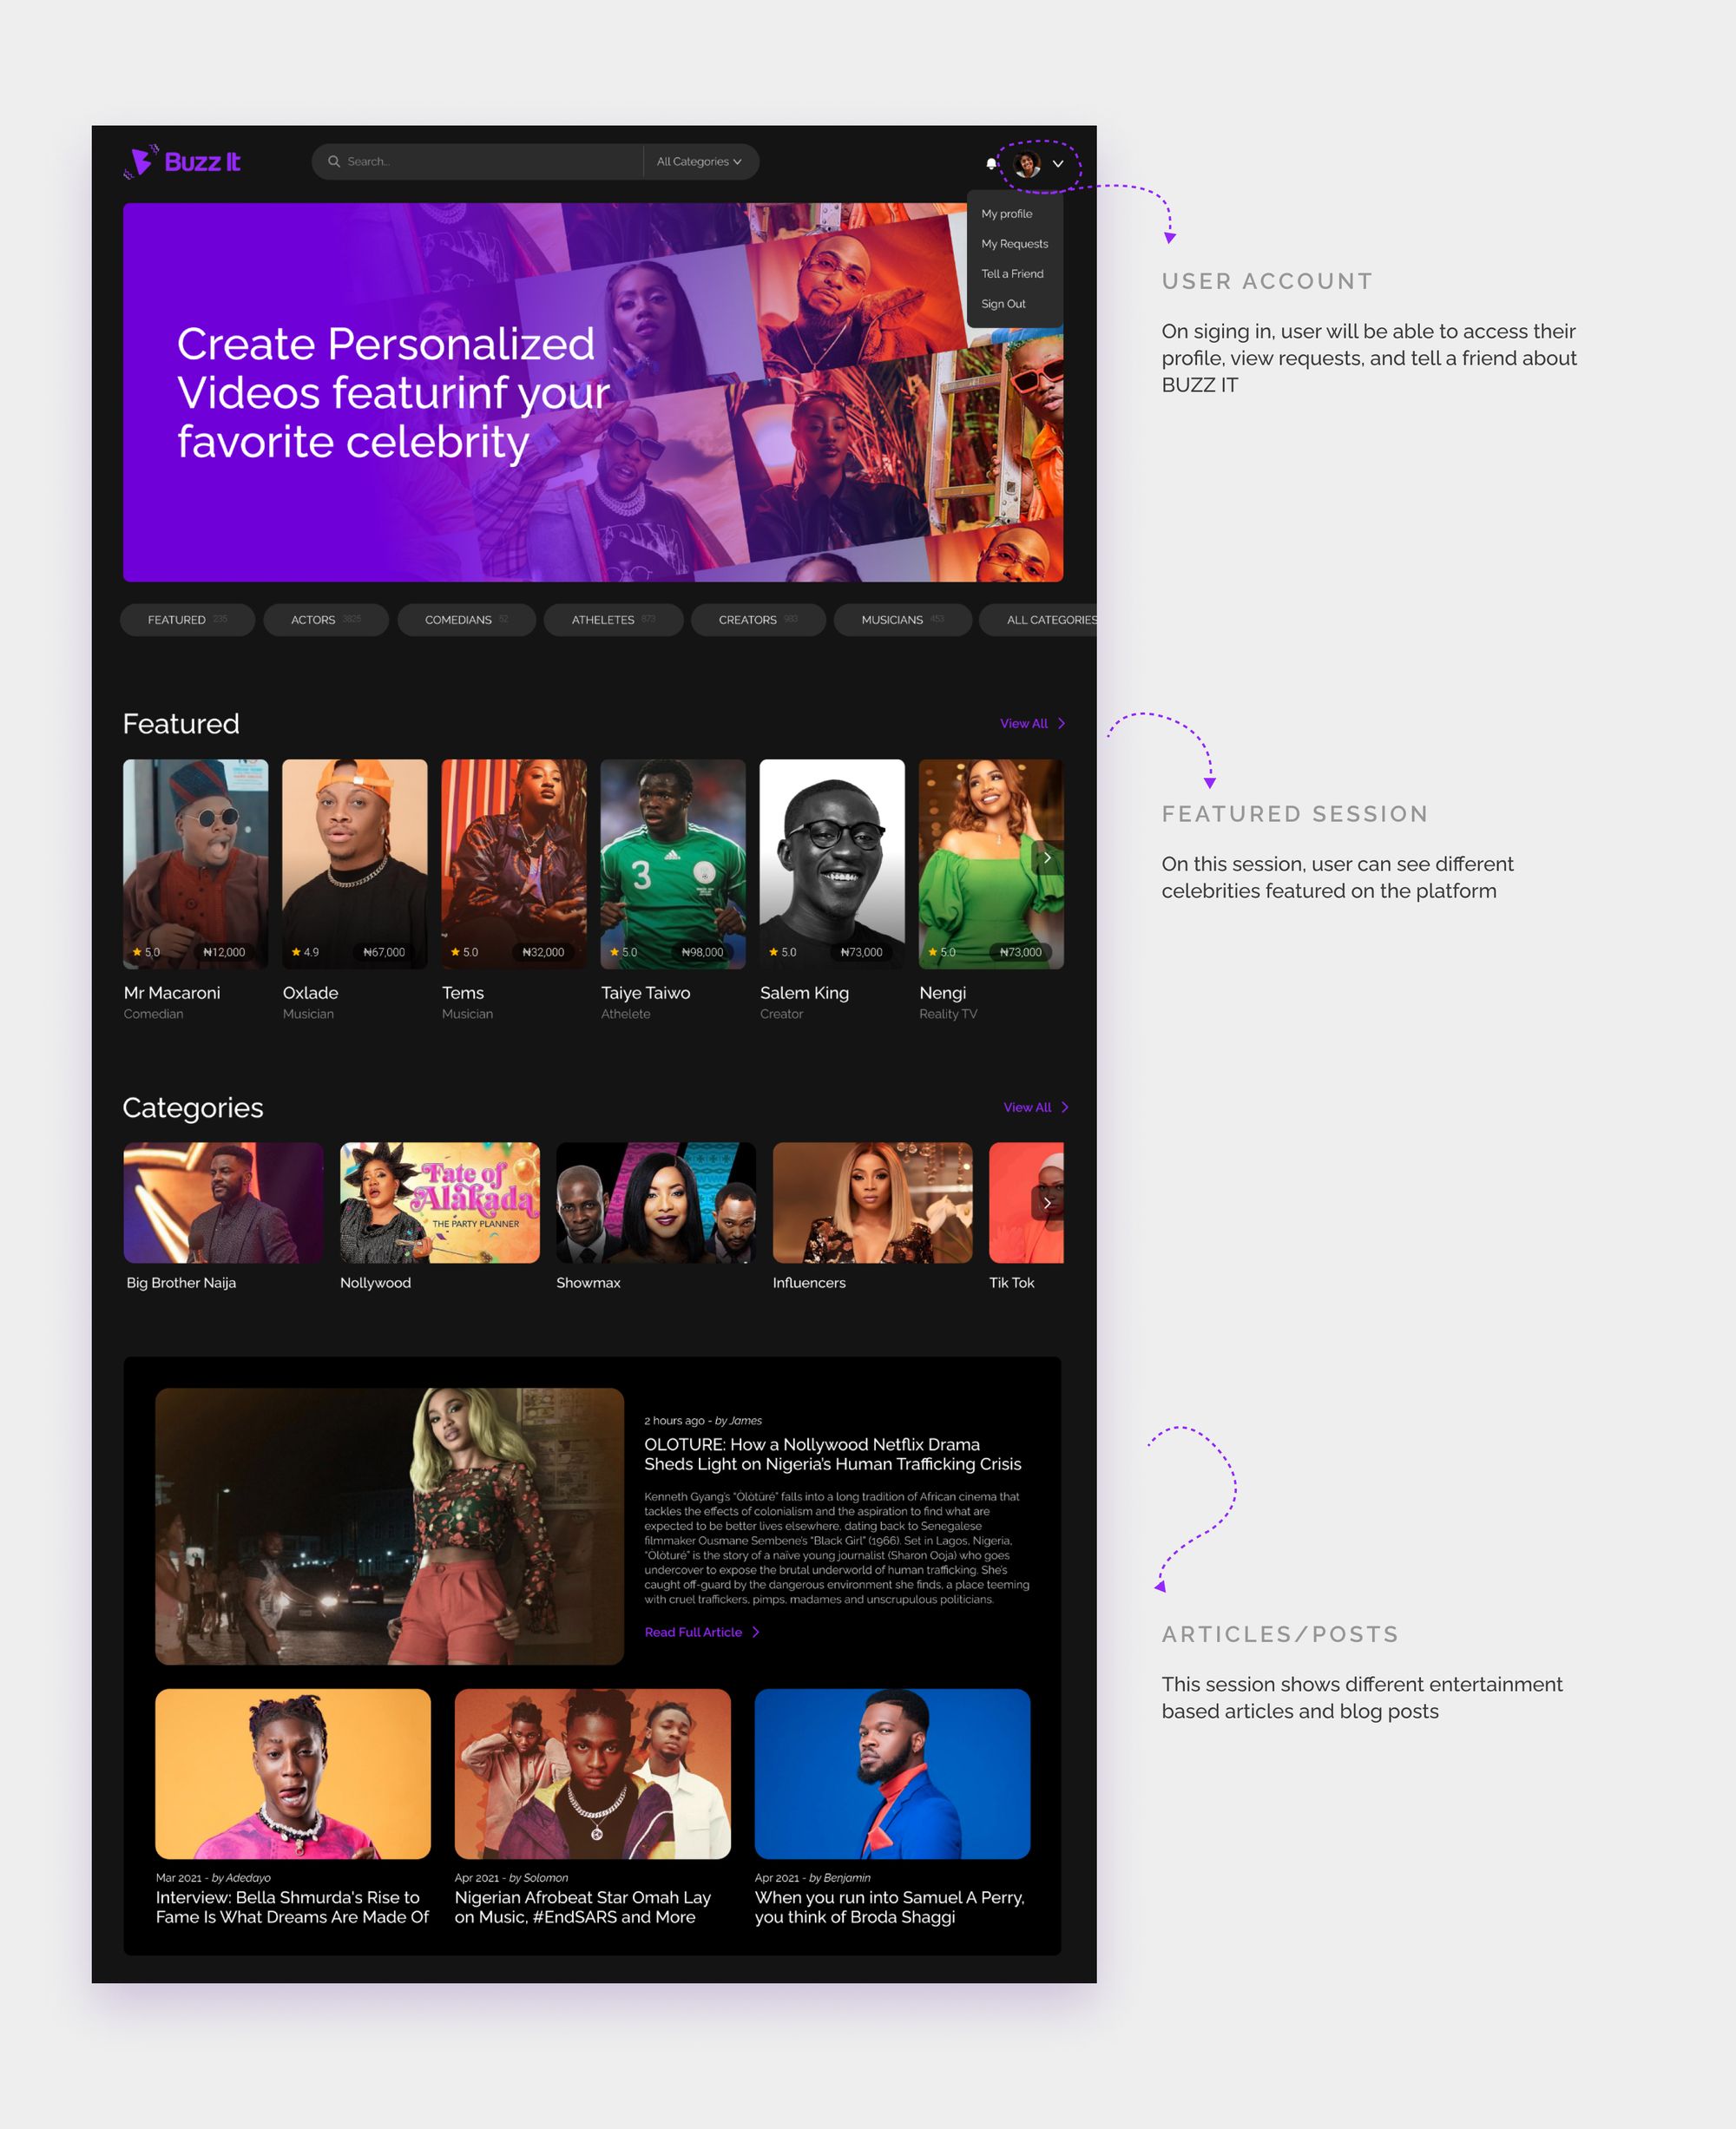 Buzz It
Search...
All Categories
My profile
My Requests
Tell a Friend
Sign Out
Create Personalized
Videos featurinf your
favorite celebrity
FEATURED 235
ACTORS
COMEDIANS 52
ATHELETES 873
CREATORS
MUSICIANS 453
ALL CATEGORIES
Featured
View All
3
5.0 ₦12,000
4.9 ₦67,000
5.0 ₦32,000
5.0 ₦98,000
5.0 ₦73,000
5.0 ₦73,000
Mr Macaroni
Comedian
Oxlade
Musician
Tems
Musician
Taiye Taiwo
Athelete
Salem King
Creator
Nengi
Reality TV
Categories
View All
Fate of
Alakada
THE PARTY PLANNER
Big Brother Naija
Nollywood
Showmax
Influencers
Tik Tok
2 hours ago - by James
OLOTURE: How a Nollywood Netflix Drama
Sheds Light on Nigeria's Human Trafficking Crisis
Kenneth Gyang's "Òlòtūré" falls into a long tradition of African cinema that
tackles the effects of colonialism and the aspiration to find what are
expected to be better lives elsewhere, dating back to Senegalese
filmmaker Ousmane Sembene's "Black Girl" (1966). Set in Lagos, Nigeria,
"Òlòturé" is the story of a naïve young journalist (Sharon Ooja) who goes
undercover to expose the brutal underworld of human trafficking. She's
caught off-guard by the dangerous environment she finds, a place teeming
with cruel traffickers, pimps, madames and unscrupulous politicians.
Read Full Article
Mar 2021 - by Adedayo
Interview: Bella Shmurda's Rise to
Fame Is What Dreams Are Made Of
Apr 2021 - by Solomon
Nigerian Afrobeat Star Omah Lay
on Music, #EndSARS and More
Apr 2021 - by Benjamin
When you run into Samuel A Perry,
you think of Broda Shaggi
USER ACCOUNT
On siging in, user will be able to access their
profile, view requests, and tell a friend about
BUZZ IT
FEATURED SESSION
On this session, user can see different
celebrities featured on the platform
ARTICLES/POSTS
This session shows different entertainment
based articles and blog posts